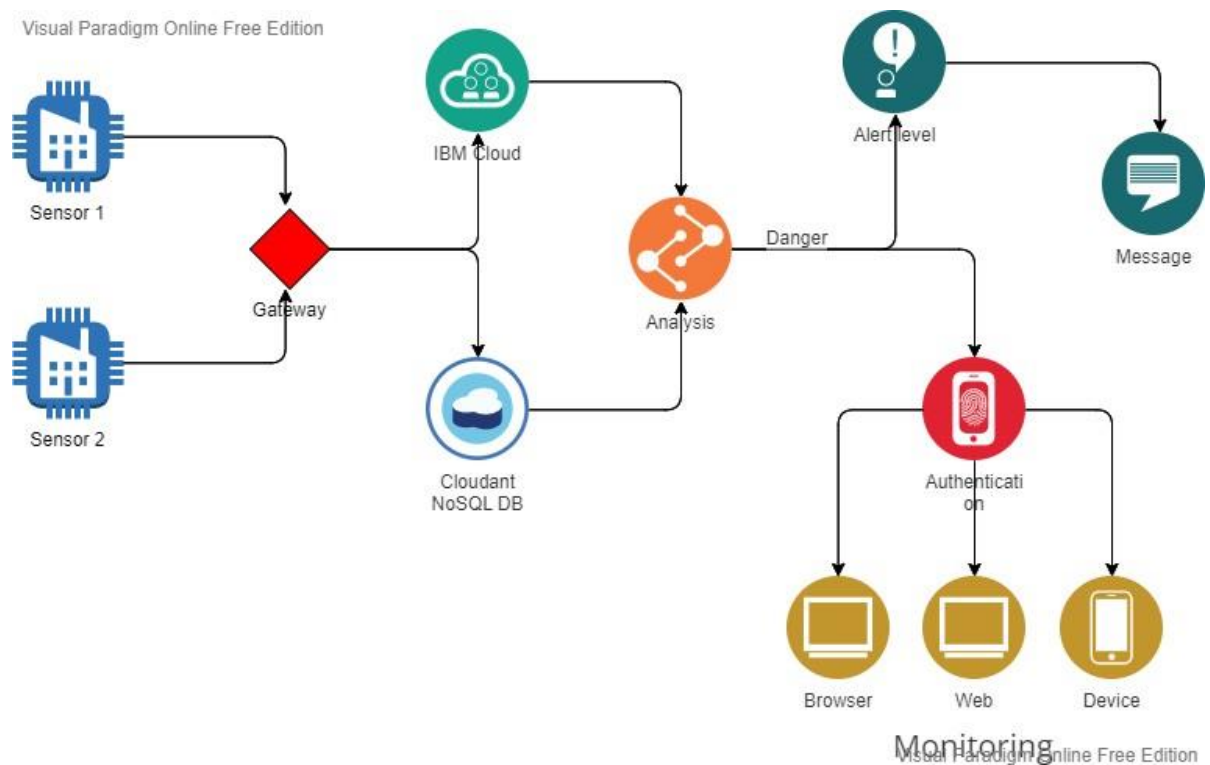 Visual Paradigm Online Free Edition
Sensor 1
Sensor 2
Gateway
IBM Cloud
Cloudant
NoSQL DB
Analysis
Danger
Alert level
Message
Authenticati
on
Browser
Web
Device
Monitoring
Visual Paradigm Online Free Edition